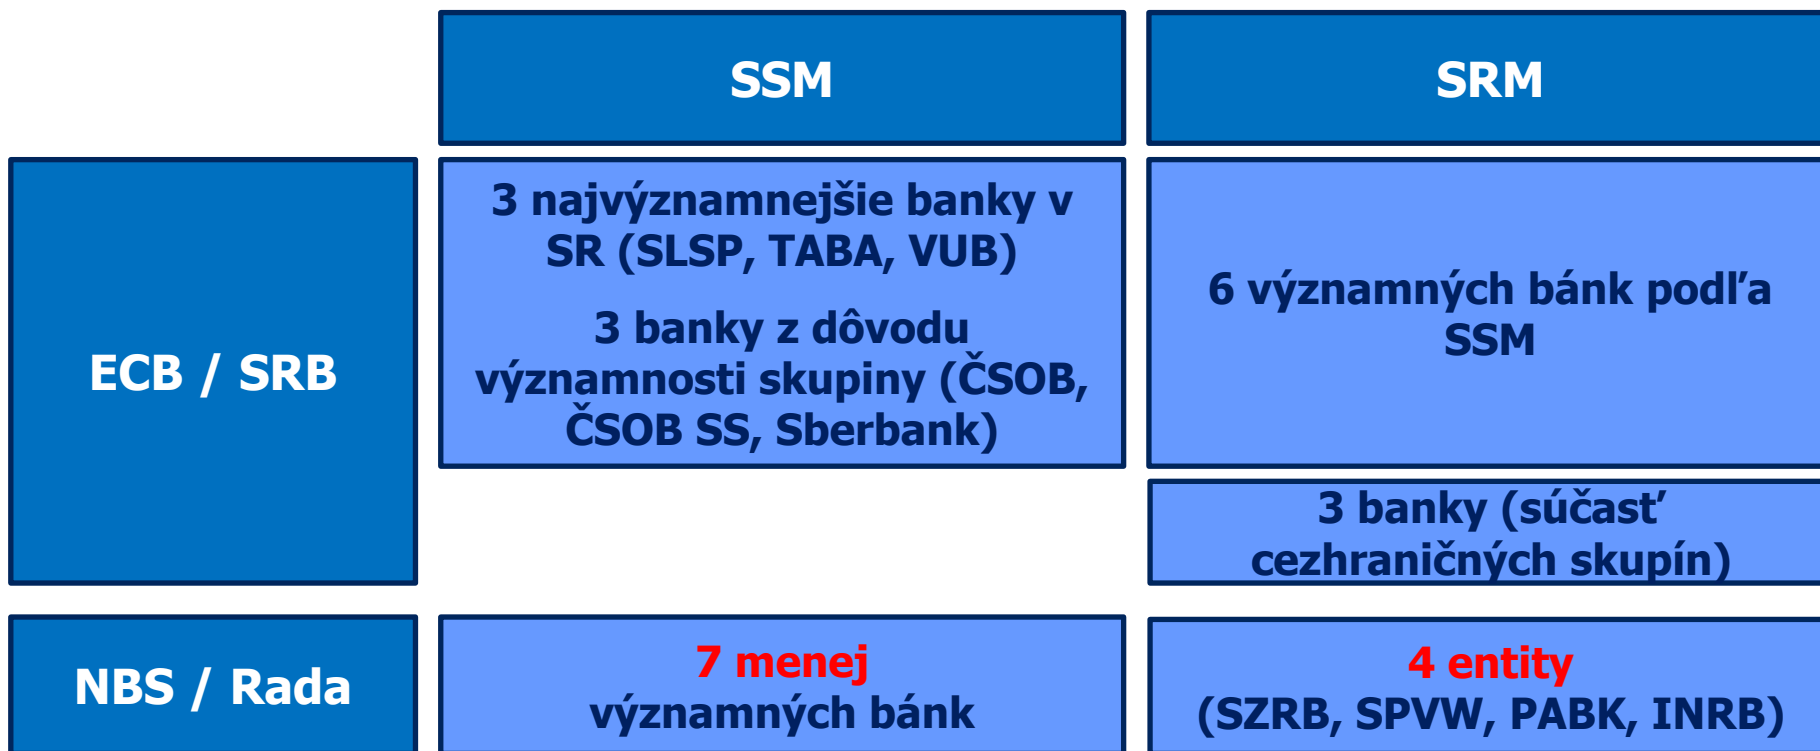 SSM
SRM
ECB / SRB
3 najvýznamnejšie banky v
SR (SLSP, TABA, VUB)
3 banky z dôvodu
významnosti skupiny (ČSOB,
ČSOB SS, Sberbank)
6 významných bánk podľa
SSM
3 banky (súčasť
cezhraničných skupín)
NBS / Rada
7 menej
významných bánk
4 entity
(SZRB, SPVW, PABK, INRB)